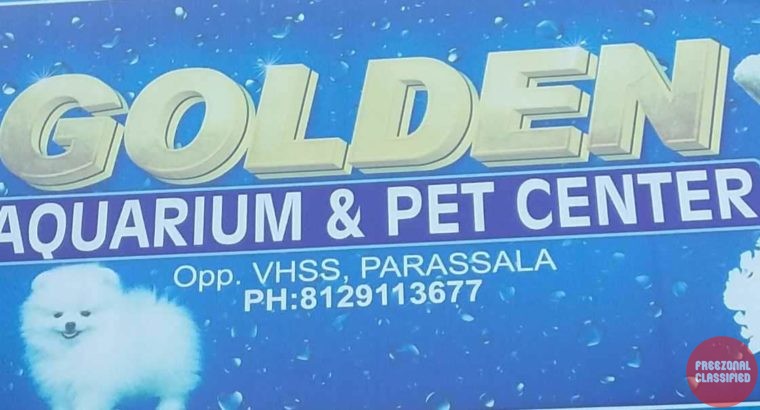 GOLDEN
AQUARIUM & PET CENTER
Opp. VHSS, PARASSALA
PH:8129113677
FREEZONAL
CLASSIFIED